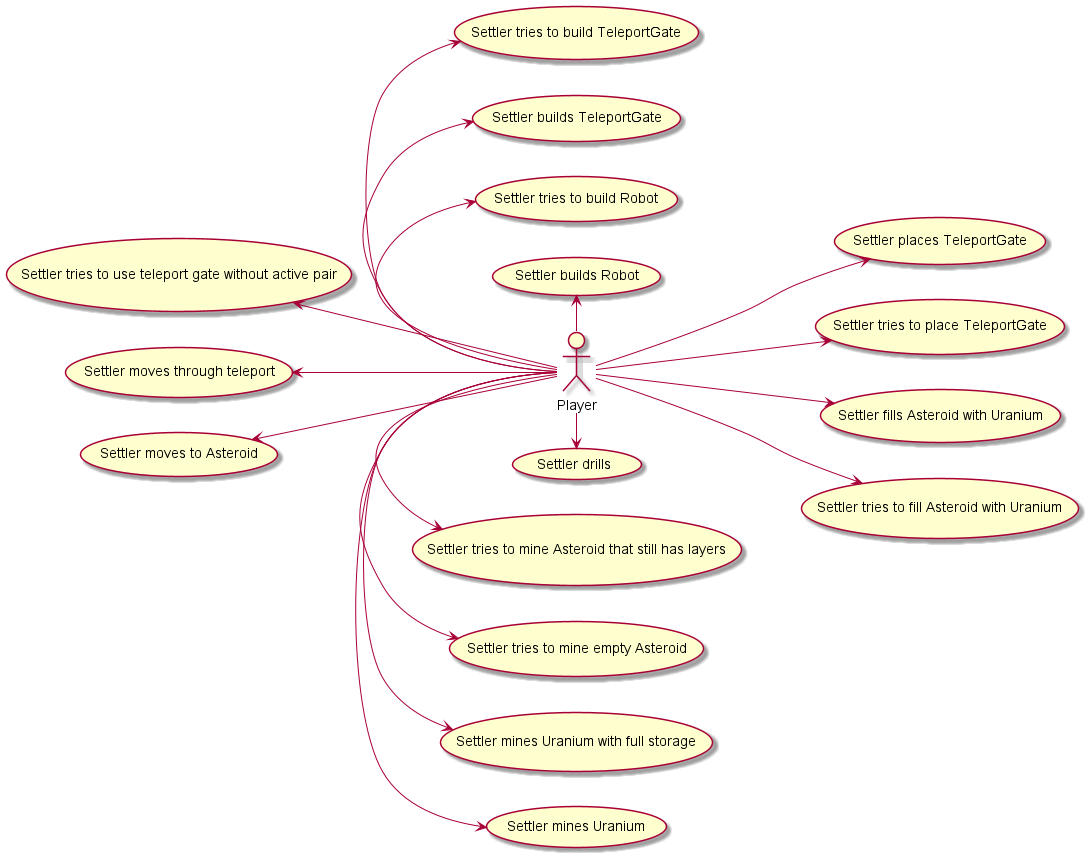 Settler tries to build TeleportGate
Settler builds TeleportGate
Settler tries to build Robot
Settler builds Robot
Settler places TeleportGate
Settler tries to use teleport gate without active pair
Settler tries to place TeleportGate
Settler moves through teleport
Player
Settler fills Asteroid with Uranium
Settler moves to Asteroid
Settler drills
Settler tries to fill Asteroid with Uranium
Settler tries to mine Asteroid that still has layers
Settler tries to mine empty Asteroid
Settler mines Uranium with full storage
Settler mines Uranium